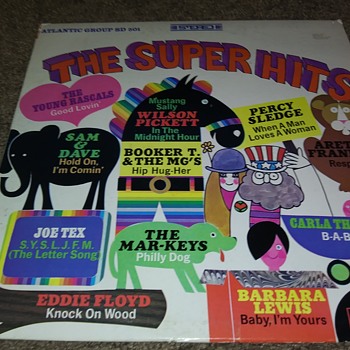 ATLANTIC GROUP SD 501
STEREO
THE SUPER HITS
THE
YOUNG RASCALS
Good Lovin'
Mustang
Sally
WILSON
PICKETT
In The
Midnight Hour
PERCY
SLEDGE
When A Man
Loves A Woman
SAM
&
DAVE
Hold On,
I'm Comin'
BOOKER T.
& THE MG'S
Hip Hug-Her
JOE TEX
S.Y.S.L.J.F.M.
(The Letter Song)
THE
MAR-KEYS
Philly Dog
CARLA TH
B-A-B
EDDIE FLOYD
Knock On Wood
BARBARA
LEWIS
Baby, I'm Yours